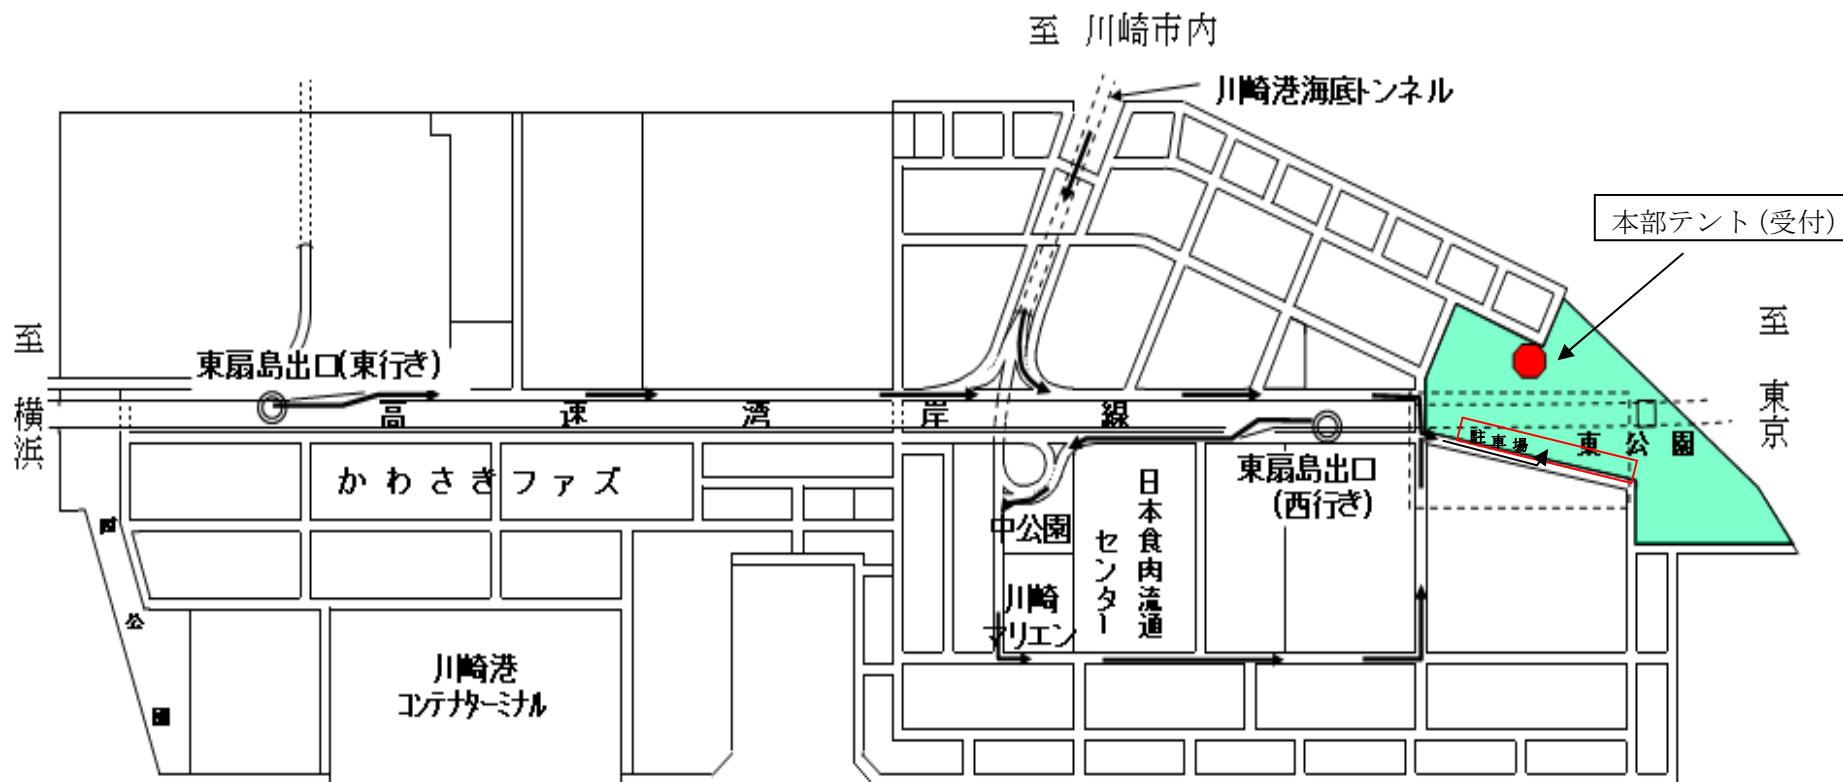 至 川崎市内
川崎港海底トンネル
本部テント(受付)
至 横浜
至 東京
東扇島出口(東行き)
高速湾岸線
駐車場
東公園
かわさきファズ
東扇島出口
(西行き)
中公園
日本食肉流通
センター
川崎
マリエン
西公園
川崎港
コンテナターミナル